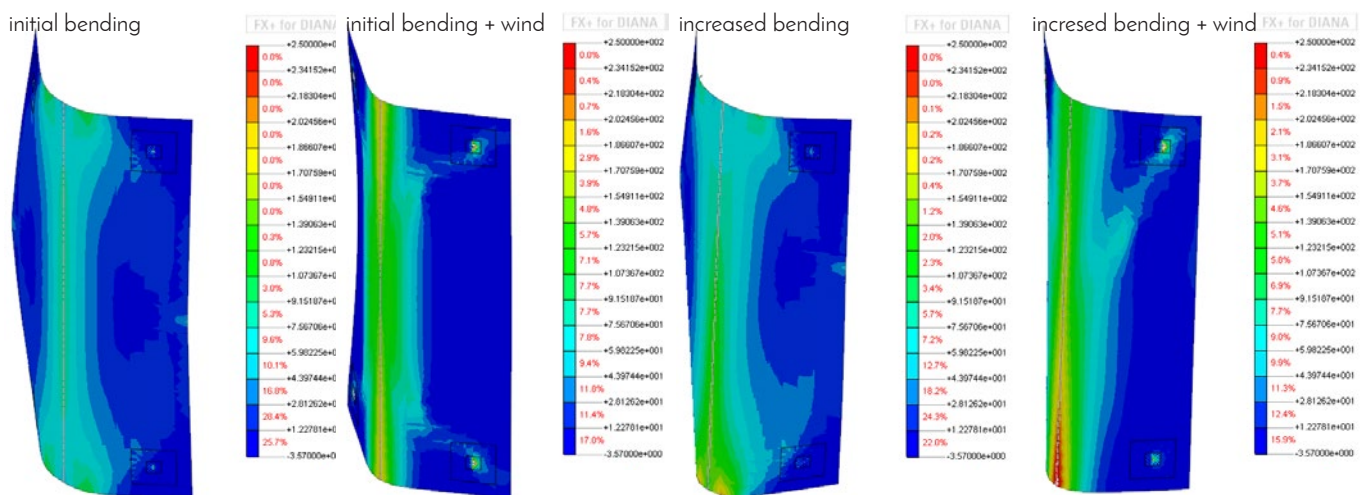 initial bending
FX+ for DIANA
+2.50000e+0
0.0%
+2.34152e+0
0.0%
+2.18304e+0
0.0%
+2.02456e+0
0.0%
+1.86607e+0
0.0%
+1.70759e+0
0.0%
+1.54911e+0
0.0%
+1.39063e+0
0.3%
+1.23215e+0
0.8%
+1.07367e+0
3.0%
+9.15187e+0
5.3%
+7.56706e+0
9.6%
+5.98225e+0
10.1%
+4.39744e+0
16.8%
+2.81262e+0
28.4%
+1.22781e+0
25.7%
-3.57000e+0
initial bending + wind
FX+ for DIANA
+2.50000e+002
0.0%
+2.34152e+002
0.4%
+2.18304e+002
0.7%
+2.02456e+002
1.6%
+1.86607e+002
2.9%
+1.70759e+002
3.9%
+1.54911e+002
4.8%
+1.39063e+002
5.7%
+1.23215e+002
7.1%
+1.07367e+002
7.7%
+9.15187e+001
7.7%
+7.56706e+001
7.8%
+5.98225e+001
9.4%
+4.39744e+001
11.8%
+2.81262e+001
11.4%
+1.22781e+001
17.0%
-3.57000e+000
increased bending
FX+ for DIANA
+2.50000e+002
0.0%
+2.34152e+002
0.0%
+2.18304e+002
0.1%
+2.02456e+002
0.2%
+1.86607e+002
0.2%
+1.70759e+002
0.4%
+1.54911e+002
1.2%
+1.39063e+002
2.0%
+1.23215e+002
2.3%
+1.07367e+002
3.4%
+9.15187e+001
5.7%
+7.56706e+001
7.2%
+5.98225e+001
12.7%
+4.39744e+001
18.2%
+2.81262e+001
24.3%
+1.22781e+001
22.0%
-3.57000e+000
incresed bending + wind
FX+ for DIANA
+2.50000e+002
0.4%
+2.34152e+002
0.9%
+2.18304e+002
1.5%
+2.02456e+002
2.1%
+1.86607e+002
3.1%
+1.70759e+002
3.7%
+1.54911e+002
4.6%
+1.39063e+002
5.1%
+1.23215e+002
5.0%
+1.07367e+002
6.9%
+9.15187e+001
7.7%
+7.56706e+001
9.0%
+5.98225e+001
9.9%
+4.39744e+001
11.3%
+2.81262e+001
12.4%
+1.22781e+001
15.9%
-3.57000e+000